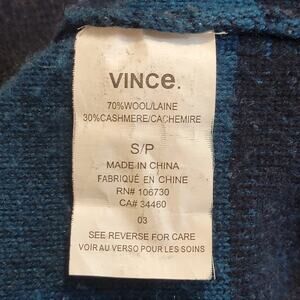 VINCe.
70%WOOL/LAINE
30%CASHMERE/CACHEMIRE
S/P
MADE IN CHINA
FABRIQUÉ EN CHINE
RN# 106730
CA# 34460
03
SEE REVERSE FOR CARE
VOIR AU VERSO POUR LES SOINS